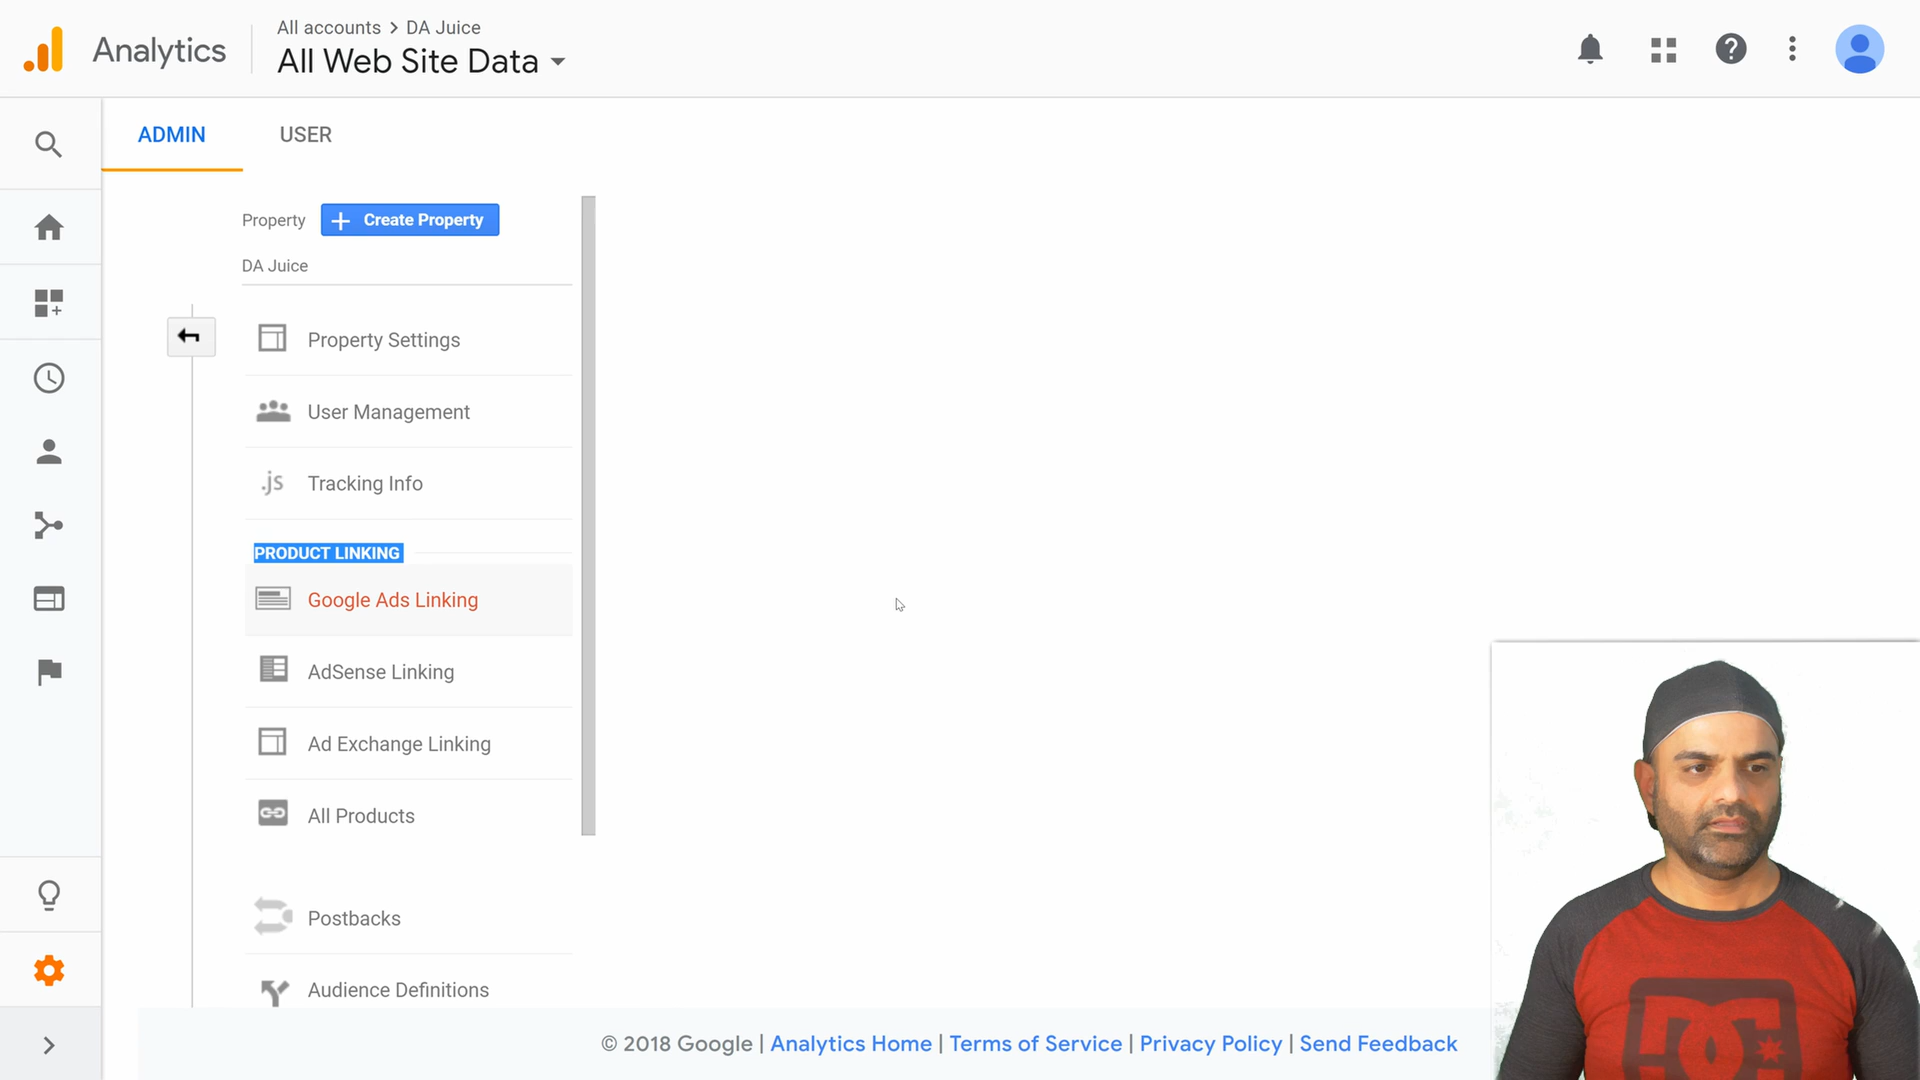 Analytics
All accounts > DA Juice
All Web Site Data
ADMIN
USER
Property
Create Property
DA Juice
Property Settings
User Management
.js
Tracking Info
PRODUCT LINKING
Google Ads Linking
AdSense Linking
Ad Exchange Linking
All Products
Postbacks
Audience Definitions
© 2018 Google | Analytics Home | Terms of Service | Privacy Policy | Send Feedback